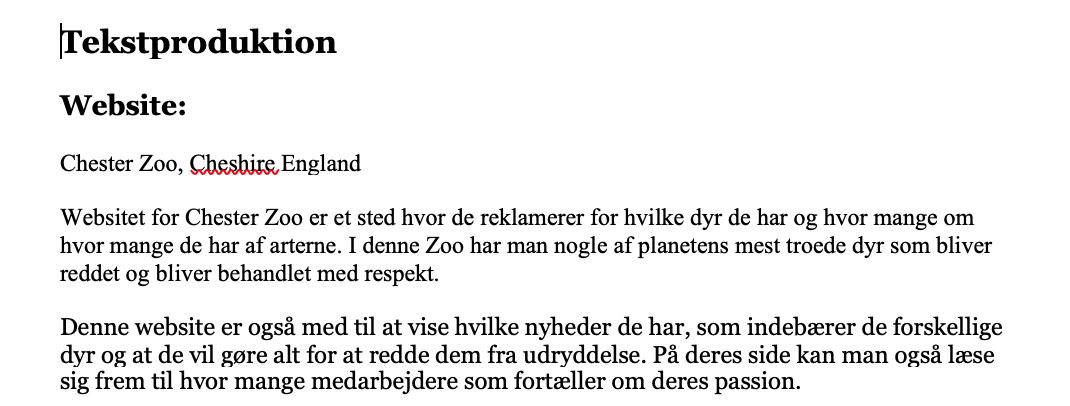 Tekstproduktion
Website:
Chester Zoo, Cheshire England
Websitet for Chester Zoo er et sted hvor de reklamerer for hvilke dyr de har og hvor mange om
hvor mange de har af arterne. I denne Zoo har man nogle af planetens mest troede dyr som bliver
reddet og bliver behandlet med respekt.
Denne website er også med til at vise hvilke nyheder de har, som indebærer de forskellige
dyr og at de vil gøre alt for at redde dem fra udryddelse. På deres side kan man også læse
sig frem til hvor mange medarbejdere som fortæller om deres passion.